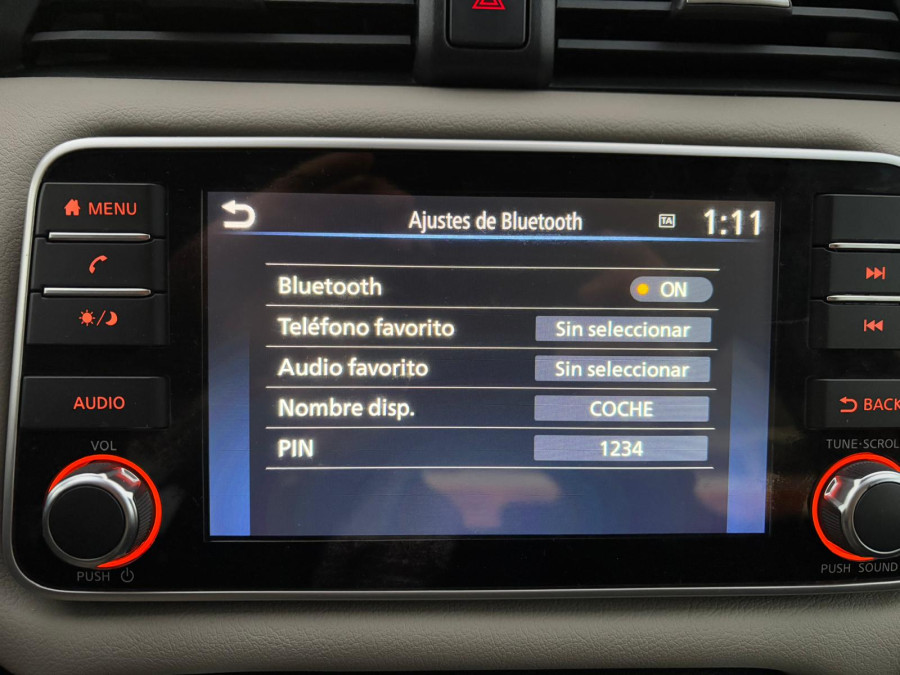 MENU
AUDIO
VOL
PUSH
Ajustes de Bluetooth TA 1:11
Bluetooth ON
Teléfono favorito Sin seleccionar
Audio favorito Sin seleccionar
Nombre disp. COCHE
PIN 1234
BACK
TUNE·SCROL
PUSH SOUND